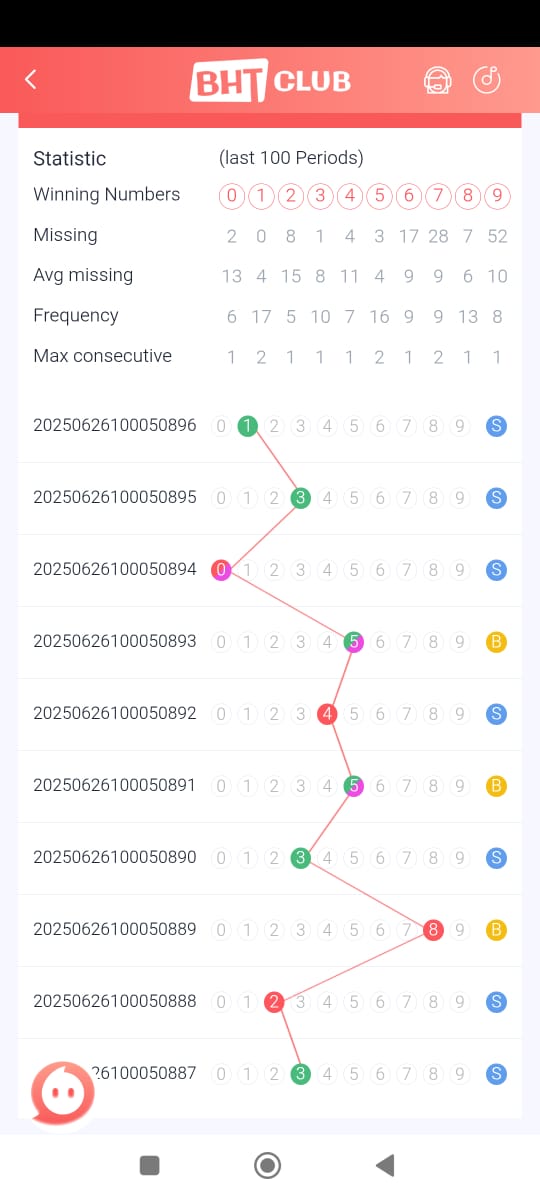 BHT CLUB
Statistic (last 100 Periods)
Winning Numbers 0 1 2 3 4 5 6 7 8 9
Missing 2 0 8 1 4 3 17 28 7 52
Avg missing 13 4 15 8 11 4 9 9 6 10
Frequency 6 17 5 10 7 16 9 9 13 8
Max consecutive 1 2 1 1 1 2 1 2 1 1
20250626100050896 0 1 2 3 4 5 6 7 8 9 S
20250626100050895 0 1 2 3 4 5 6 7 8 9 S
20250626100050894 0 1 2 3 4 5 6 7 8 9 S
20250626100050893 0 1 2 3 4 5 6 7 8 9 B
20250626100050892 0 1 2 3 4 5 6 7 8 9 S
20250626100050891 0 1 2 3 4 5 6 7 8 9 B
20250626100050890 0 1 2 3 4 5 6 7 8 9 S
20250626100050889 0 1 2 3 4 5 6 7 8 9 B
20250626100050888 0 1 2 3 4 5 6 7 8 9 S
26100050887 0 1 2 3 4 5 6 7 8 9 S